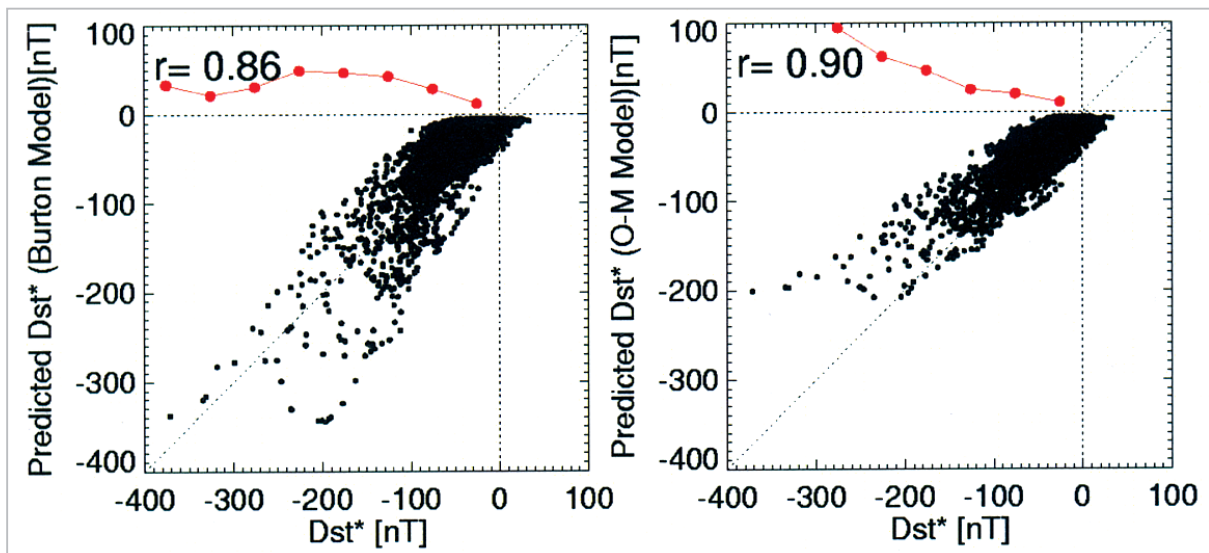 100
r= 0.86
0
-100
-200
-300
-400
Predicted Dst* (Burton Model)[nT]
-400 -300 -200 -100 0 100
Dst* [nT]
100
r= 0.90
0
-100
-200
-300
-400
Predicted Dst* (O-M Model)[nT]
-400 -300 -200 -100 0 100
Dst* [nT]